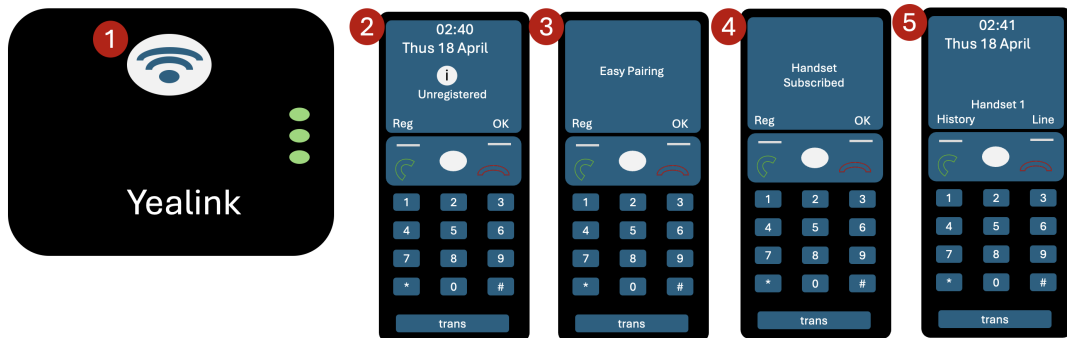 1
Yealink
2
02:40
Thus 18 April
i
Unregistered
Reg OK
1 2 3
4 5 6
7 8 9
* 0 #
trans
3
Easy Pairing
Reg OK
1 2 3
4 5 6
7 8 9
* 0 #
trans
4
Handset
Subscribed
Reg OK
1 2 3
4 5 6
7 8 9
* 0 #
trans
5
02:41
Thus 18 April
Handset 1
History Line
1 2 3
4 5 6
7 8 9
* 0 #
trans